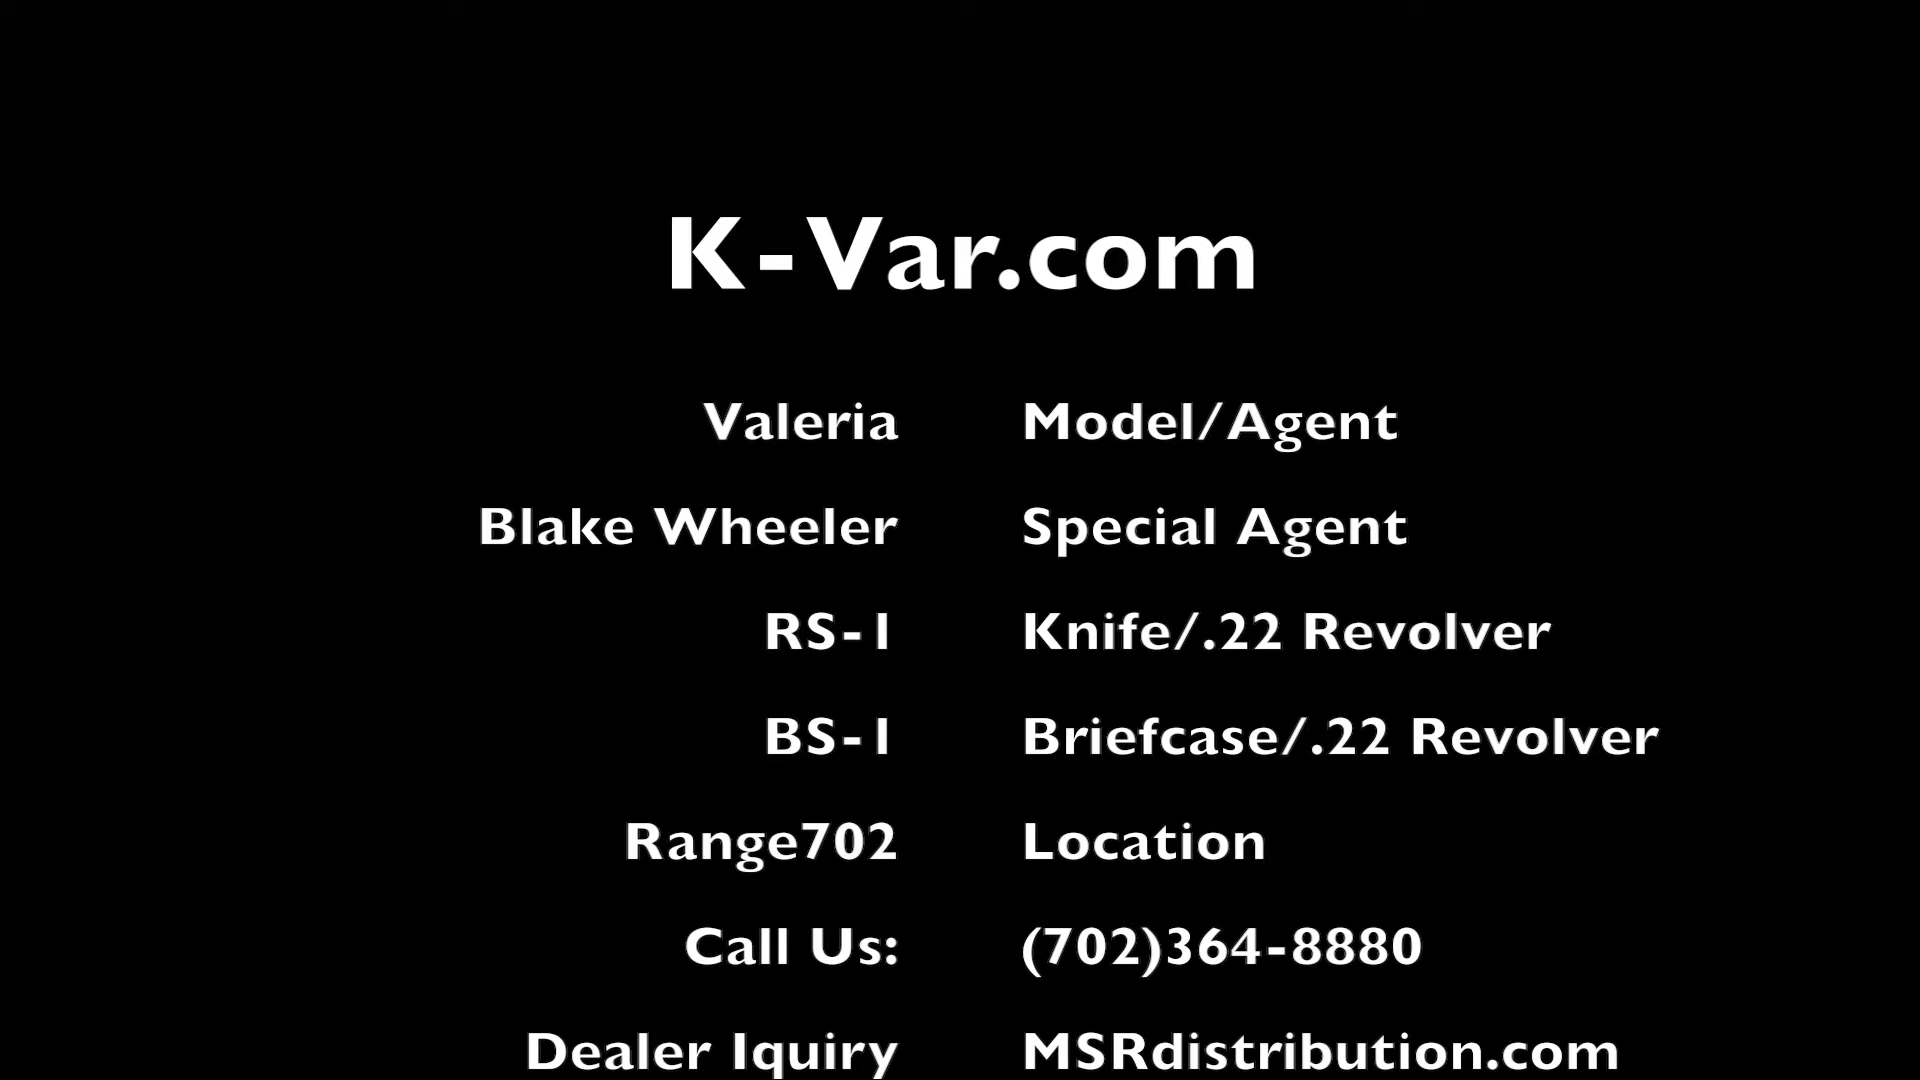 K-Var.com
Valeria Model/Agent
Blake Wheeler Special Agent
RS-1 Knife/.22 Revolver
BS-1 Briefcase/.22 Revolver
Range702 Location
Call Us: (702)364-8880
Dealer Iquiry MSRdistribution.com